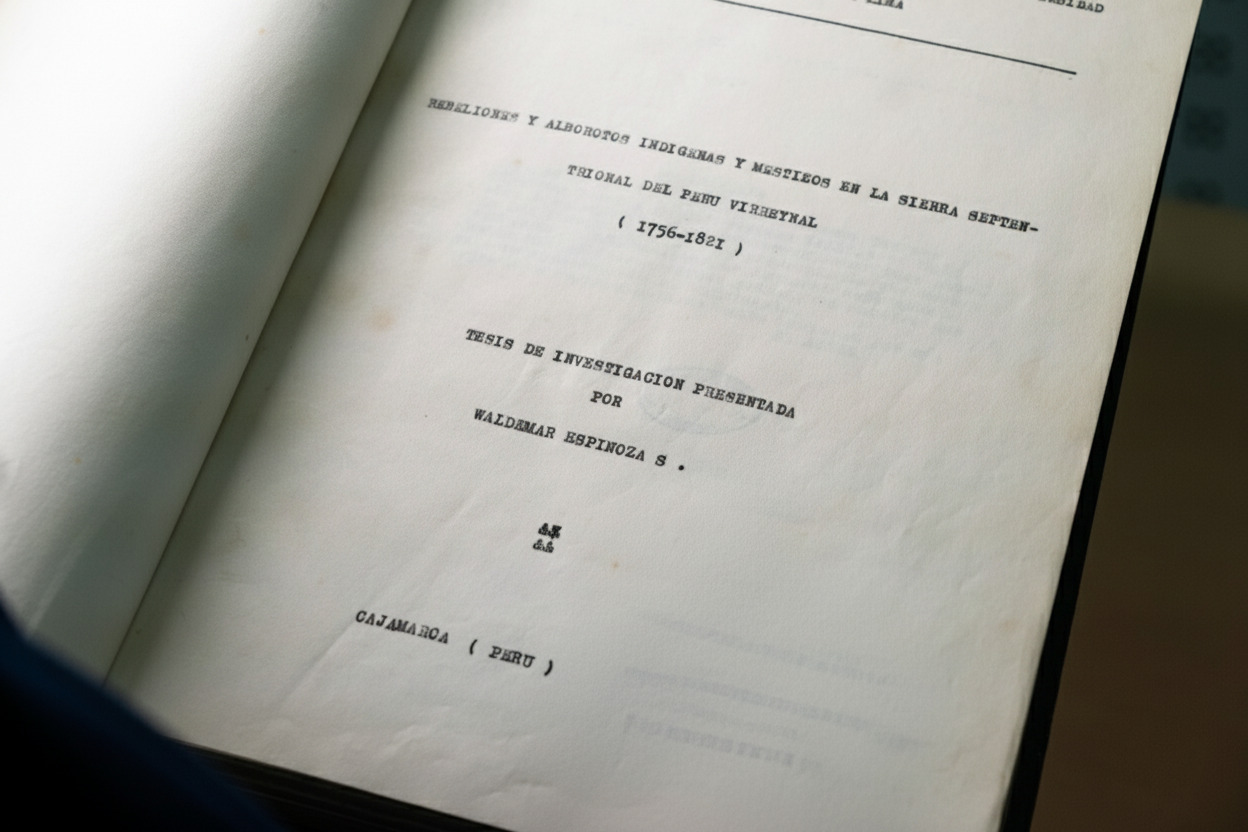 LIMA
REBELIONES Y ALBOROTOS INDIGENAS Y MESTIZOS EN LA SIERRA SEPTEN-
TRIONAL DEL PERU VIRREYNAL
( 1756-1821 )
TESIS DE INVESTIGACION PRESENTADA
POR
WALDEMAR ESPINOZA S .
&&
CAJAMARCA ( PERU )